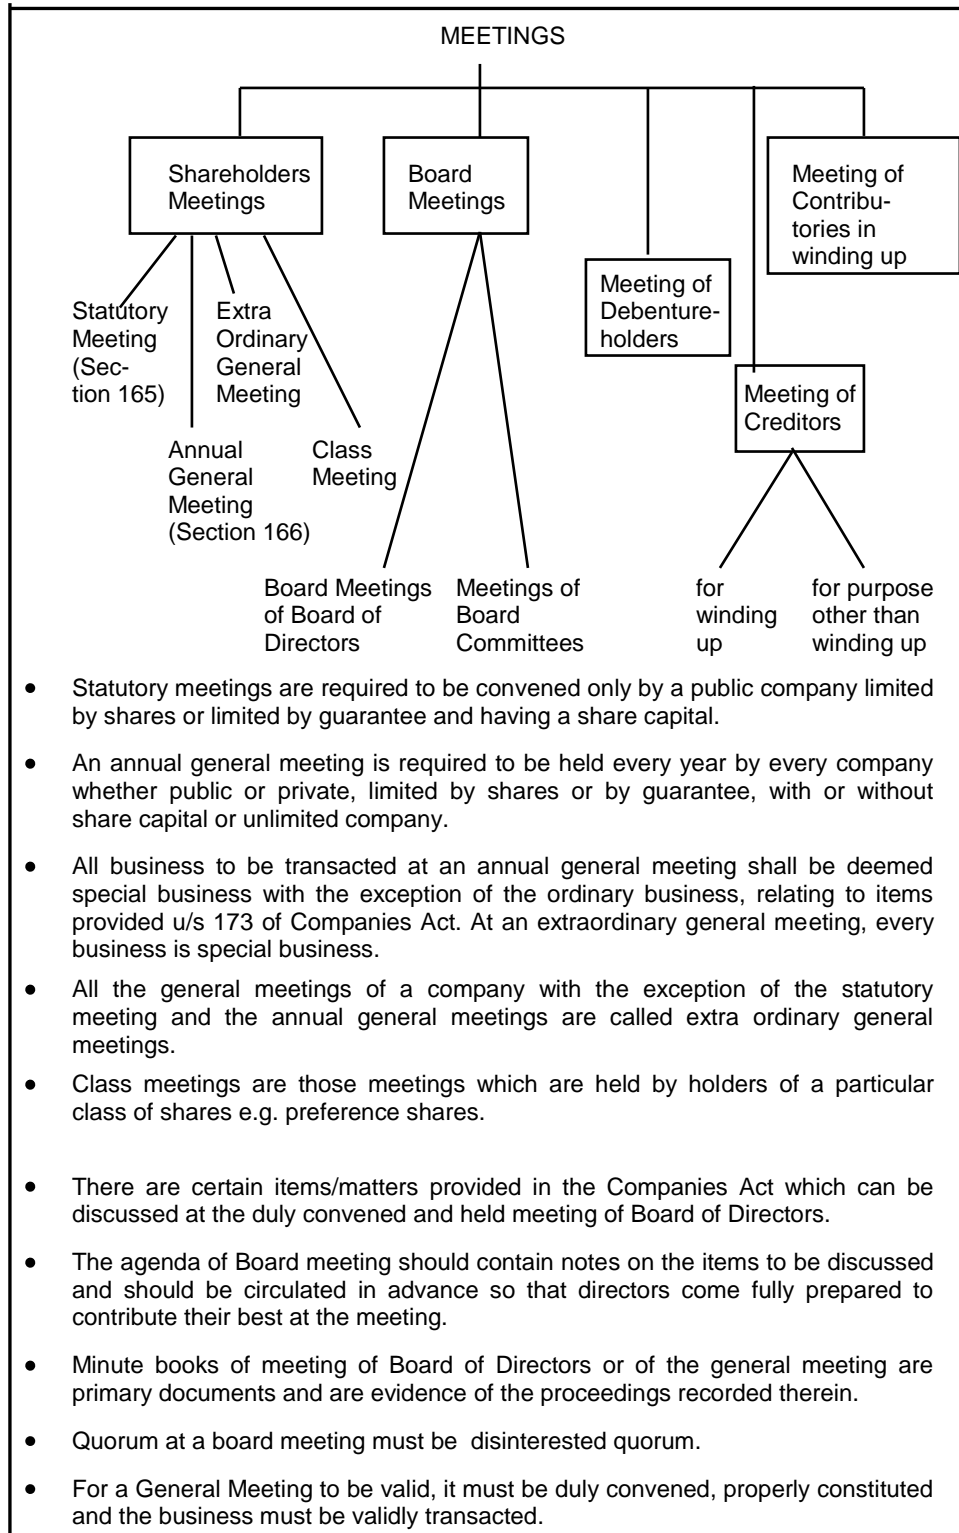 MEETINGS
Shareholders
Meetings
Board
Meetings
Meeting of
Contribu-
tories in
winding up
Meeting of
Debenture-
holders
Meeting of
Creditors
Statutory
Meeting
(Sec-
tion 165)
Extra
Ordinary
General
Meeting
Annual
General
Meeting
(Section 166)
Class
Meeting
Board Meetings
of Board of
Directors
Meetings of
Board
Committees
for
winding
up
for purpose
other than
winding up
• Statutory meetings are required to be convened only by a public company limited
by shares or limited by guarantee and having a share capital.
• An annual general meeting is required to be held every year by every company
whether public or private, limited by shares or by guarantee, with or without
share capital or unlimited company.
• All business to be transacted at an annual general meeting shall be deemed
special business with the exception of the ordinary business, relating to items
provided u/s 173 of Companies Act. At an extraordinary general meeting, every
business is special business.
• All the general meetings of a company with the exception of the statutory
meeting and the annual general meetings are called extra ordinary general
meetings.
• Class meetings are those meetings which are held by holders of a particular
class of shares e.g. preference shares.
• There are certain items/matters provided in the Companies Act which can be
discussed at the duly convened and held meeting of Board of Directors.
• The agenda of Board meeting should contain notes on the items to be discussed
and should be circulated in advance so that directors come fully prepared to
contribute their best at the meeting.
• Minute books of meeting of Board of Directors or of the general meeting are
primary documents and are evidence of the proceedings recorded therein.
• Quorum at a board meeting must be disinterested quorum.
• For a General Meeting to be valid, it must be duly convened, properly constituted
and the business must be validly transacted.